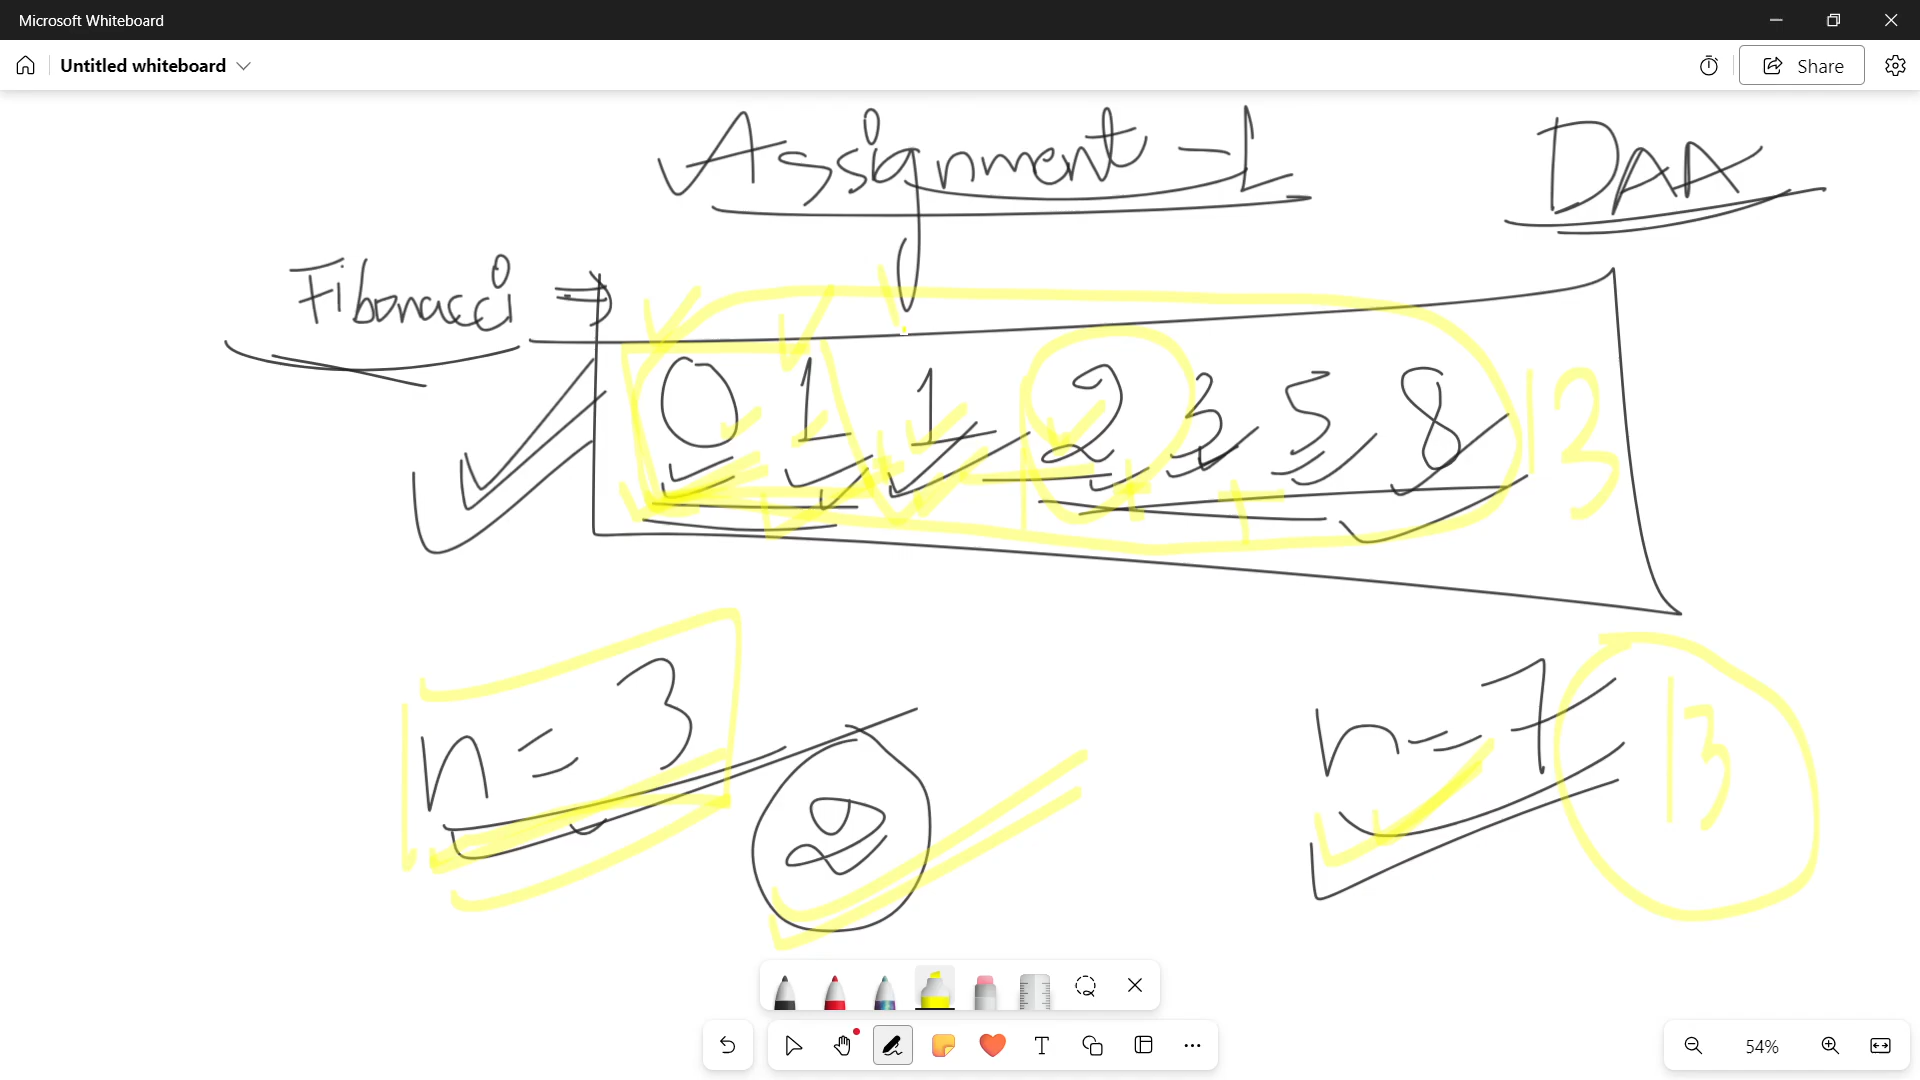 Microsoft Whiteboard
Untitled whiteboard
Share
Assignment -1
DAA
Fibonacci ⇒
0 1 1 2 3 5 8 13
n = 3
2
n = 7
13
54%